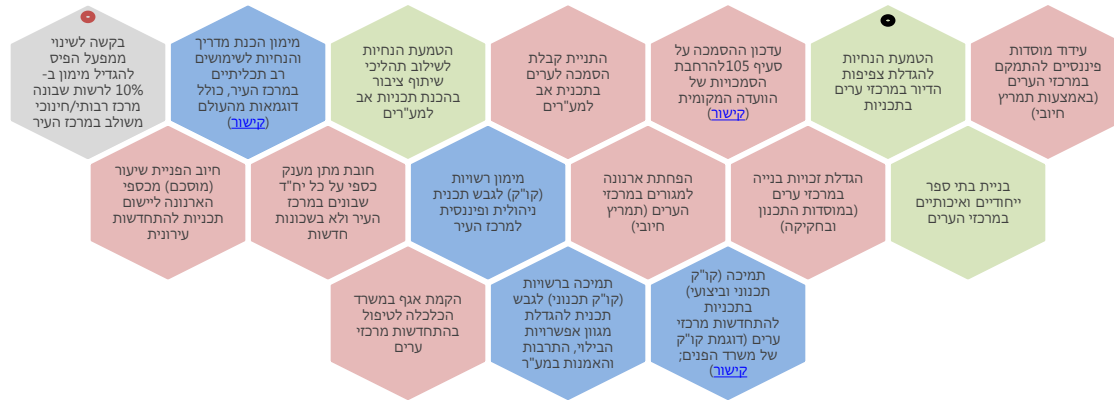 עידוד מוסדות
פיננסיים להתמקם
במרכזי הערים
(באמצעות תמריץ
חיובי)
הטמעת הנחיות
להגדלת צפיפות
הדיור במרכזי ערים
בתכניות
עדכון ההסמכה על
סעיף 105להרחבת
הסמכויות של
הוועדה המקומית
(קישור)
התניית קבלת
הסמכה לערים
בתכנית אב
למע"רים
הטמעת הנחיות
לשילוב תהליכי
שיתוף ציבור
בהכנת תכניות אב
למע"רים
מימון הכנת מדריך
והנחיות לשימושים
רב תכליתיים
במרכז העיר, כולל
דוגמאות מהעולם
(קישור)
בקשה לשינוי
ממפעל הפיס
להגדיל מימון ב-
10% לרשות שבונה
מרכז רבותי/חינוכי
משולב במרכז העיר
בניית בתי ספר
ייחודיים ואיכותיים
במרכזי הערים
הגדלת זכויות בנייה
במרכזי ערים
(במוסדות התכנון
ובחקיקה)
הפחתת ארנונה
למגורים במרכזי
הערים (תמריץ
חיובי)
מימון רשויות
(קו"ק) לגבש תכנית
ניהולית ופיננסית
למרכז העיר
חובת מתן מענק
כספי על כל יח"ד
שבונים במרכז
העיר ולא בשכונות
חדשות
חיוב הפניית שיעור
(מוסכם) מכספי
הארנונה ליישום
תכניות להתחדשות
עירונית
תמיכה (קו"ק
תכנוני וביצועי)
בתכניות
להתחדשות מרכזי
ערים (דוגמת קו"ק
של משרד הפנים;
קישור)
תמיכה ברשויות
(קו"ק תכנוני) לגבש
תכנית להגדלת
מגוון אפשרויות
הבילוי, התרבות
והאמנות במע"ר
הקמת אגף במשרד
הכלכלה לטיפול
בהתחדשות מרכזי
ערים